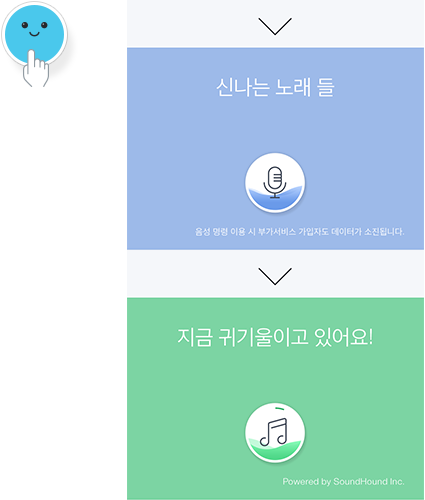 신나는 노래 들
음성 명령 이용 시 부가서비스 가입자도 데이터가 소진됩니다.
지금 귀기울이고 있어요!
Powered by SoundHound Inc.